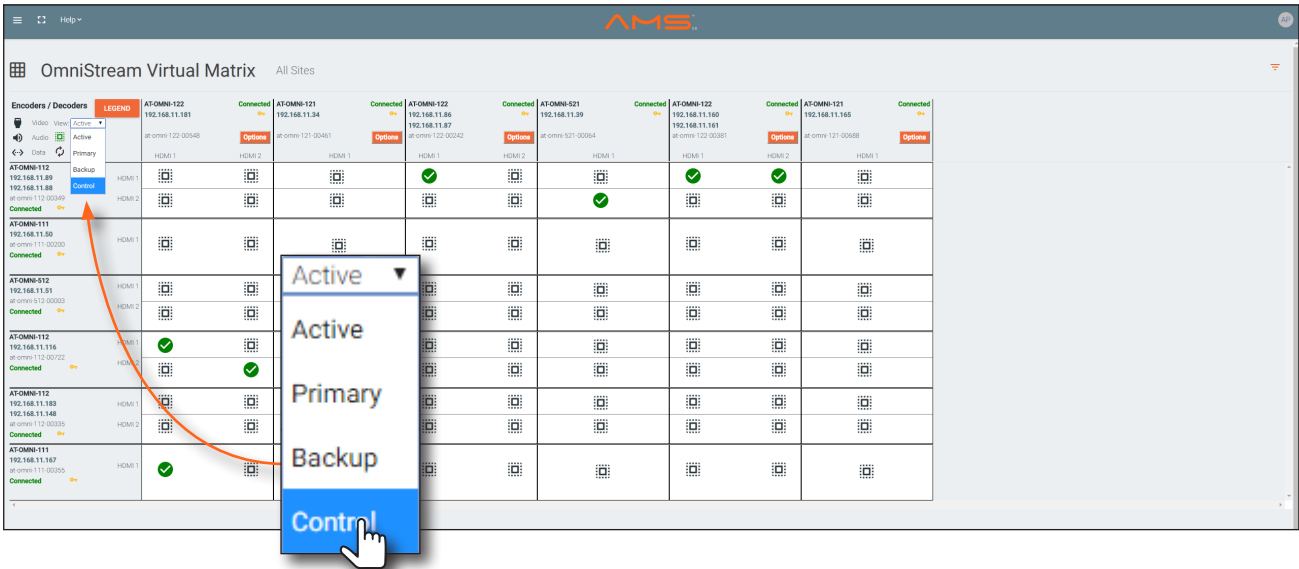 Help
AMS
AP
OmniStream Virtual Matrix All Sites
Encoders / Decoders LEGEND
Video View: Active
Audio Active
Data Primary
Backup
Control
AT-OMNI-122 Connected
192.168.11.181
at-omni-122-00548 Options
HDMI 1 HDMI 2
AT-OMNI-121 Connected
192.168.11.34
at-omni-121-00461 Options
HDMI 1
AT-OMNI-122 Connected
192.168.11.86
192.168.11.87
at-omni-122-00242 Options
HDMI 1 HDMI 2
AT-OMNI-521 Connected
192.168.11.39
at-omni-521-00064
HDMI 1
AT-OMNI-122 Connected
192.168.11.160
192.168.11.161
at-omni-122-00381 Options
HDMI 1 HDMI 2
AT-OMNI-121 Connected
192.168.11.165
at-omni-121-00688 Options
HDMI 1
AT-OMNI-112
192.168.11.89 HDMI 1
192.168.11.88
at-omni-112-00349 HDMI 2
Connected
AT-OMNI-111
192.168.11.50
at-omni-111-00200 HDMI 1
Connected
AT-OMNI-512
192.168.11.51 HDMI 1
at-omni-512-00003
Connected HDMI 2
AT-OMNI-112
192.168.11.116 HDMI 1
at-omni-112-00722
Connected HDMI 2
AT-OMNI-112
192.168.11.183 HDMI 1
192.168.11.148
at-omni-112-00335 HDMI 2
Connected
AT-OMNI-111
192.168.11.167
at-omni-111-00355 HDMI 1
Connected
Active
Active
Primary
Backup
Control